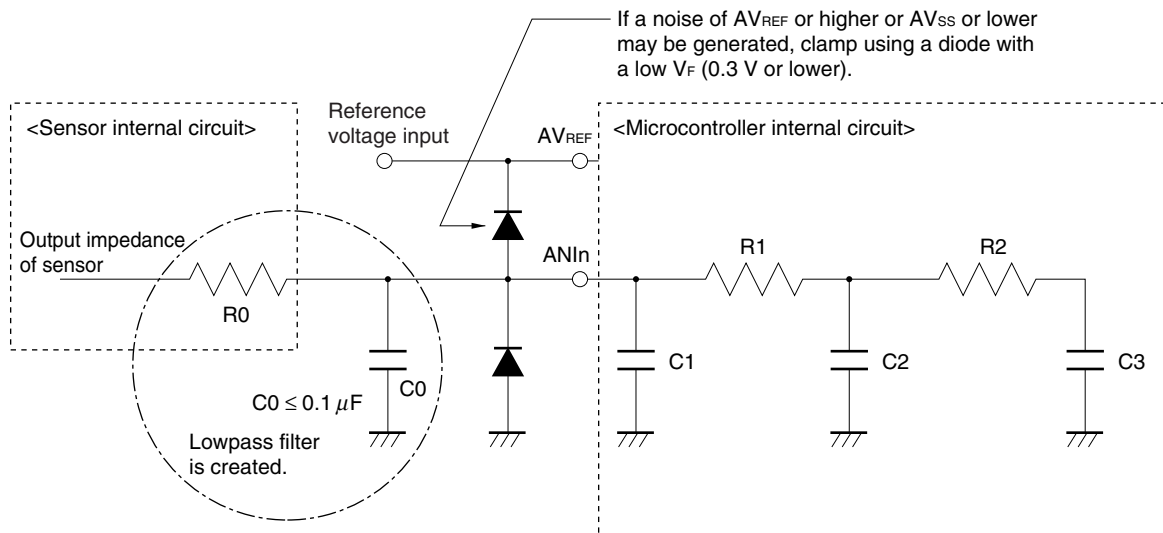 If a noise of AVREF or higher or AVSS or lower
may be generated, clamp using a diode with
a low VF (0.3 V or lower).
<Sensor internal circuit>
Reference
voltage input
AVREF
<Microcontroller internal circuit>
Output impedance
of sensor
R0
ANIn
R1
R2
C0
C0 ≤ 0.1 μF
C1
C2
C3
Lowpass filter
is created.